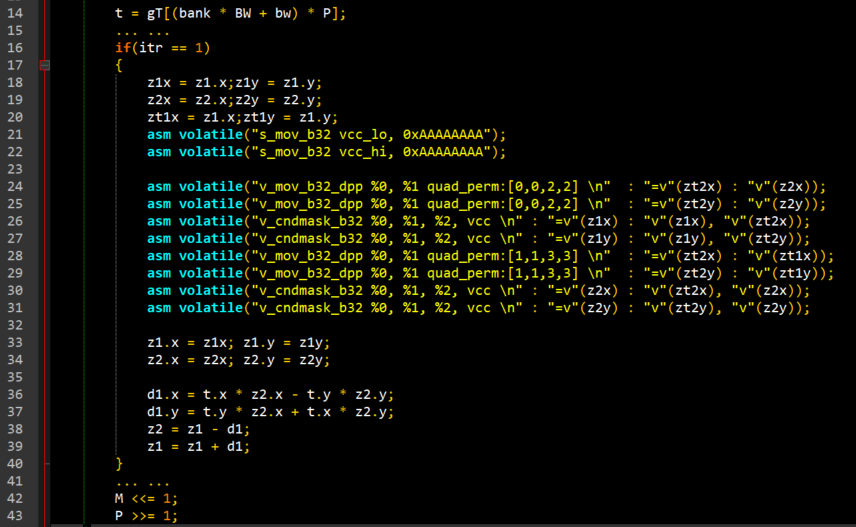 14 t = gT[(bank * BW + bw) * P];
15 ... ...
16 if(itr == 1)
17 {
18 z1x = z1.x;z1y = z1.y;
19 z2x = z2.x;z2y = z2.y;
20 zt1x = z1.x;zt1y = z1.y;
21 asm volatile("s_mov_b32 vcc_lo, 0xAAAAAAAA");
22 asm volatile("s_mov_b32 vcc_hi, 0xAAAAAAAA");
23
24 asm volatile("v_mov_b32_dpp %0, %1 quad_perm:[0,0,2,2] \n" : "=v"(zt2x) : "v"(z2x));
25 asm volatile("v_mov_b32_dpp %0, %1 quad_perm:[0,0,2,2] \n" : "=v"(zt2y) : "v"(z2y));
26 asm volatile("v_cndmask_b32 %0, %1, %2, vcc \n" : "=v"(z1x) : "v"(z1x), "v"(zt2x));
27 asm volatile("v_cndmask_b32 %0, %1, %2, vcc \n" : "=v"(z1y) : "v"(z1y), "v"(zt2y));
28 asm volatile("v_mov_b32_dpp %0, %1 quad_perm:[1,1,3,3] \n" : "=v"(zt2x) : "v"(zt1x));
29 asm volatile("v_mov_b32_dpp %0, %1 quad_perm:[1,1,3,3] \n" : "=v"(zt2y) : "v"(zt1y));
30 asm volatile("v_cndmask_b32 %0, %1, %2, vcc \n" : "=v"(z2x) : "v"(zt2x), "v"(z2x));
31 asm volatile("v_cndmask_b32 %0, %1, %2, vcc \n" : "=v"(z2y) : "v"(zt2y), "v"(z2y));
32
33 z1.x = z1x; z1.y = z1y;
34 z2.x = z2x; z2.y = z2y;
35
36 d1.x = t.x * z2.x - t.y * z2.y;
37 d1.y = t.y * z2.x + t.x * z2.y;
38 z2 = z1 - d1;
39 z1 = z1 + d1;
40 }
41 ... ...
42 M <<= 1;
43 P >>= 1;